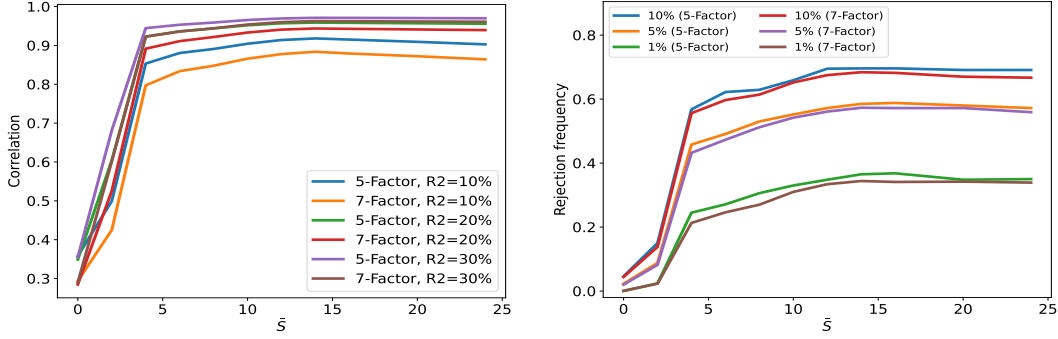 1.0
0.9
0.8
0.7
0.6
0.5
0.4
0.3
Correlation
5-Factor, R2=10%
7-Factor, R2=10%
5-Factor, R2=20%
7-Factor, R2=20%
5-Factor, R2=30%
7-Factor, R2=30%
0 5 10 15 20 25
S̄
0.8
0.6
0.4
0.2
0.0
Rejection frequency
10% (5-Factor) 10% (7-Factor)
5% (5-Factor) 5% (7-Factor)
1% (5-Factor) 1% (7-Factor)
0 5 10 15 20 25
S̄